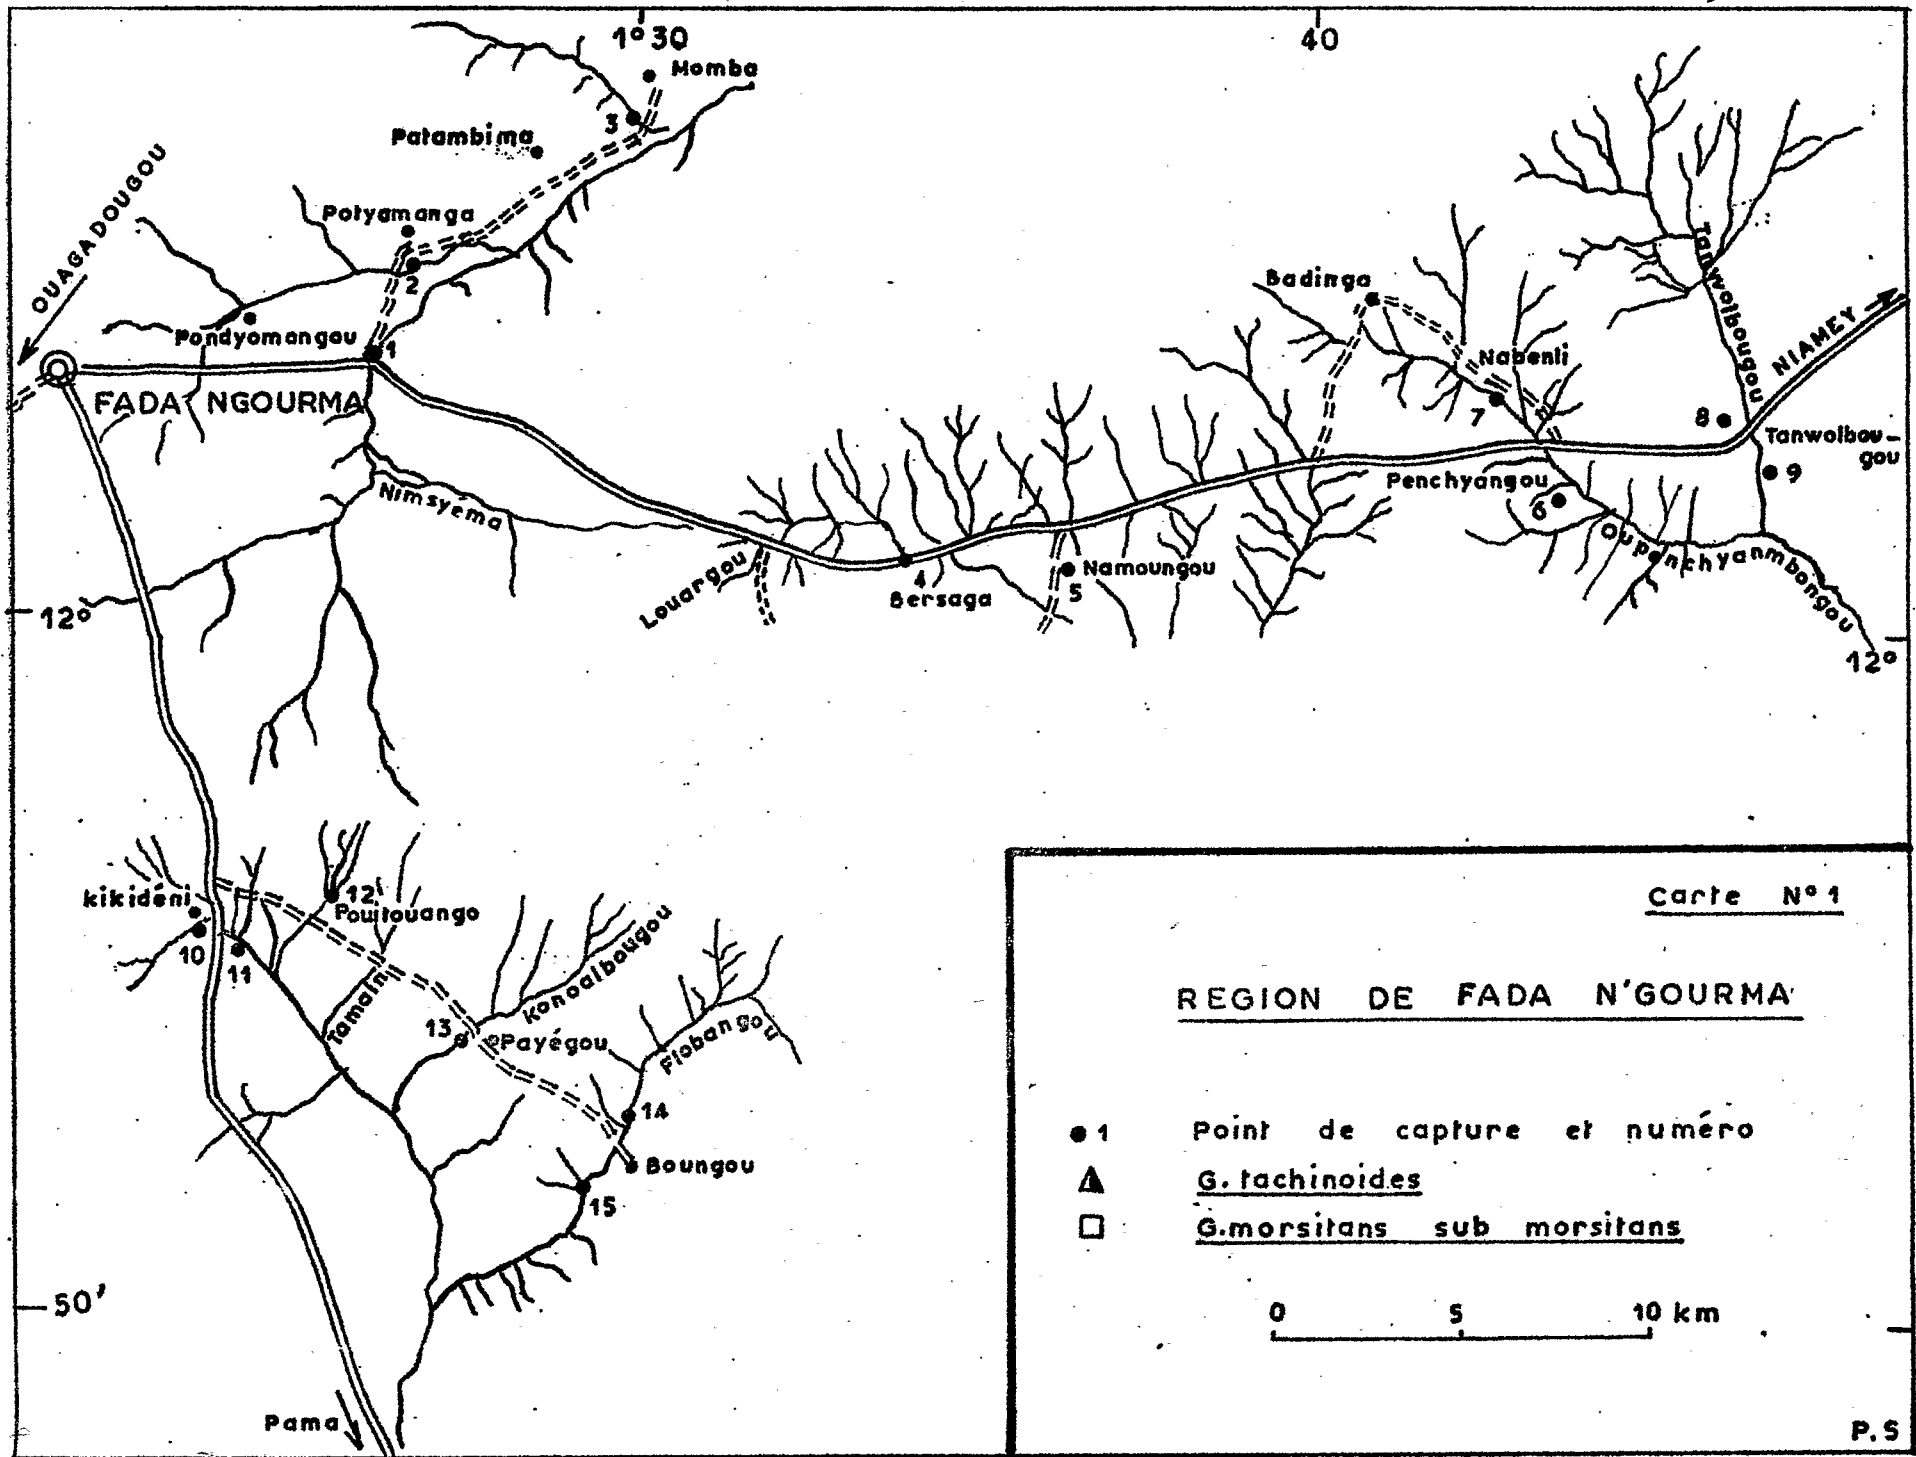 1° 30
40
Momba
3
Patambima
OUAGADOUGOU
Potyamanga
2
Pondyomangou
1
FADA NGOURMA
Nimsyema
Badinga
Nabenli
7
Tanwolbougou
NIAMEY
8
Tanwolbou-
gou
9
Penchyangou
6
Oupenchyanmbongou
Louargou
4
Bersaga
Namoungou
5
12°
12°
kikidéni
10
11
12
Pouitouango
Tamain
Konoalbougou
13
Payégou
Flobangou
14
Boungou
15
50'
Pama
Carte N° 1
REGION DE FADA N'GOURMA
1 Point de capture et numéro
G. tachinoides
G.morsitans sub morsitans
0 5 10 km
P.S